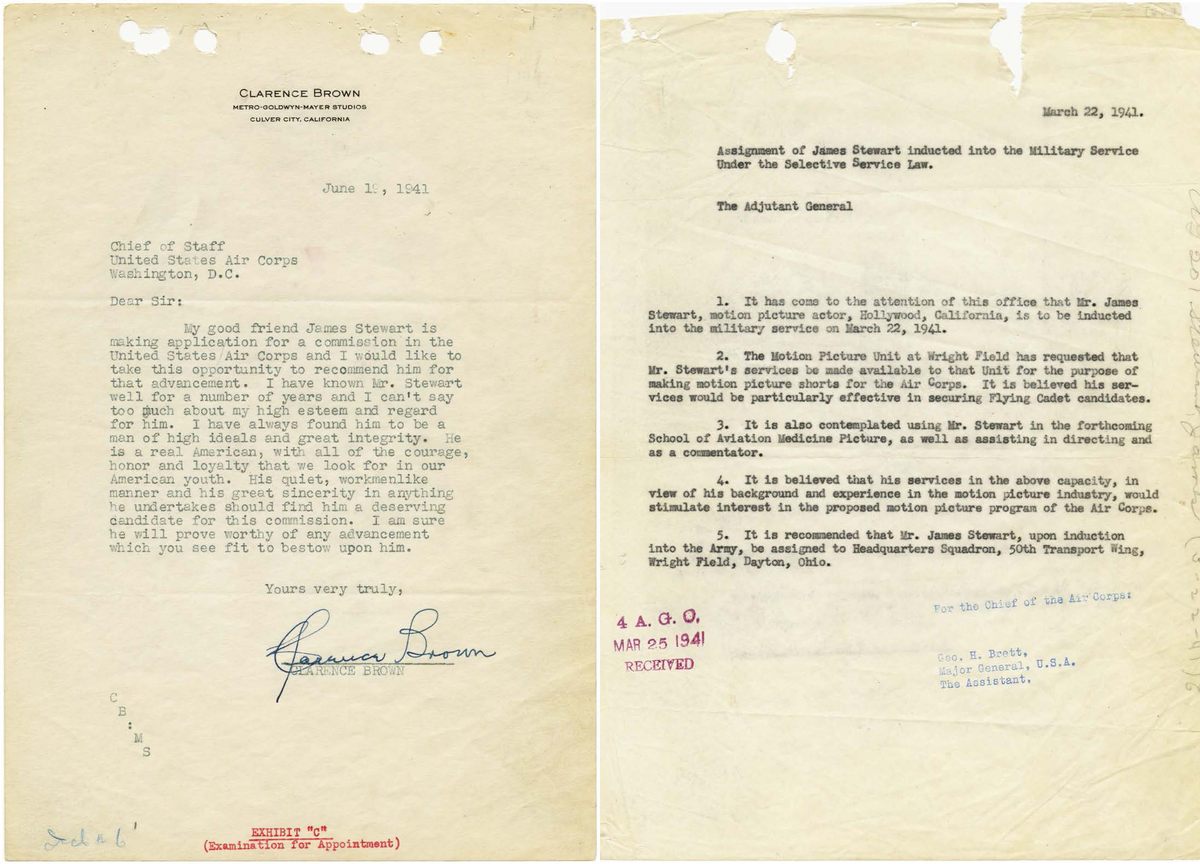 CLARENCE BROWN
METRO-GOLDWYN-MAYER STUDIOS
CULVER CITY, CALIFORNIA
June 19, 1941
Chief of Staff
United States Air Corps
Washington, D.C.
Dear Sir:
My good friend James Stewart is
making application for a commission in the
United States Air Corps and I would like to
take this opportunity to recommend him for
that advancement. I have known Mr. Stewart
well for a number of years and I can't say
too much about my high esteem and regard
for him. I have always found him to be a
man of high ideals and great integrity. He
is a real American, with all of the courage,
honor and loyalty that we look for in our
American youth. His quiet, workmenlike
manner and his great sincerity in anything
he undertakes should find him a deserving
candidate for this commission. I am sure
he will prove worthy of any advancement
which you see fit to bestow upon him.
Yours very truly,
Clarence Brown
CLARENCE BROWN
C
B
:
M
S
EXHIBIT "C"
(Examination for Appointment)
March 22, 1941.
Assignment of James Stewart inducted into the Military Service
Under the Selective Service Law.
The Adjutant General
1. It has come to the attention of this office that Mr. James
Stewart, motion picture actor, Hollywood, California, is to be inducted
into the military service on March 22, 1941.
2. The Motion Picture Unit at Wright Field has requested that
Mr. Stewart's services be made available to that Unit for the purpose of
making motion picture shorts for the Air Corps. It is believed his ser-
vices would be particularly effective in securing Flying Cadet candidates.
3. It is also contemplated using Mr. Stewart in the forthcoming
School of Aviation Medicine Picture, as well as assisting in directing and
as a commentator.
4. It is believed that his services in the above capacity, in
view of his background and experience in the motion picture industry, would
stimulate interest in the proposed motion picture program of the Air Corps.
5. It is recommended that Mr. James Stewart, upon induction
into the Army, be assigned to Headquarters Squadron, 50th Transport Wing,
Wright Field, Dayton, Ohio.
For the Chief of the Air Corps:
4 A. G. O.
MAR 25 1941
RECEIVED
Geo. H. Brett,
Major General, U.S.A.
The Assistant.